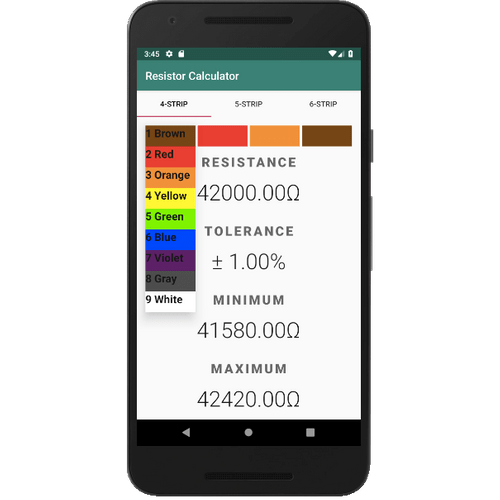 3:45
Resistor Calculator
4-STRIP 5-STRIP 6-STRIP
1 Brown
2 Red
3 Orange
4 Yellow
5 Green
6 Blue
7 Violet
8 Gray
9 White
RESISTANCE
42000.00Ω
TOLERANCE
± 1.00%
MINIMUM
41580.00Ω
MAXIMUM
42420.00Ω